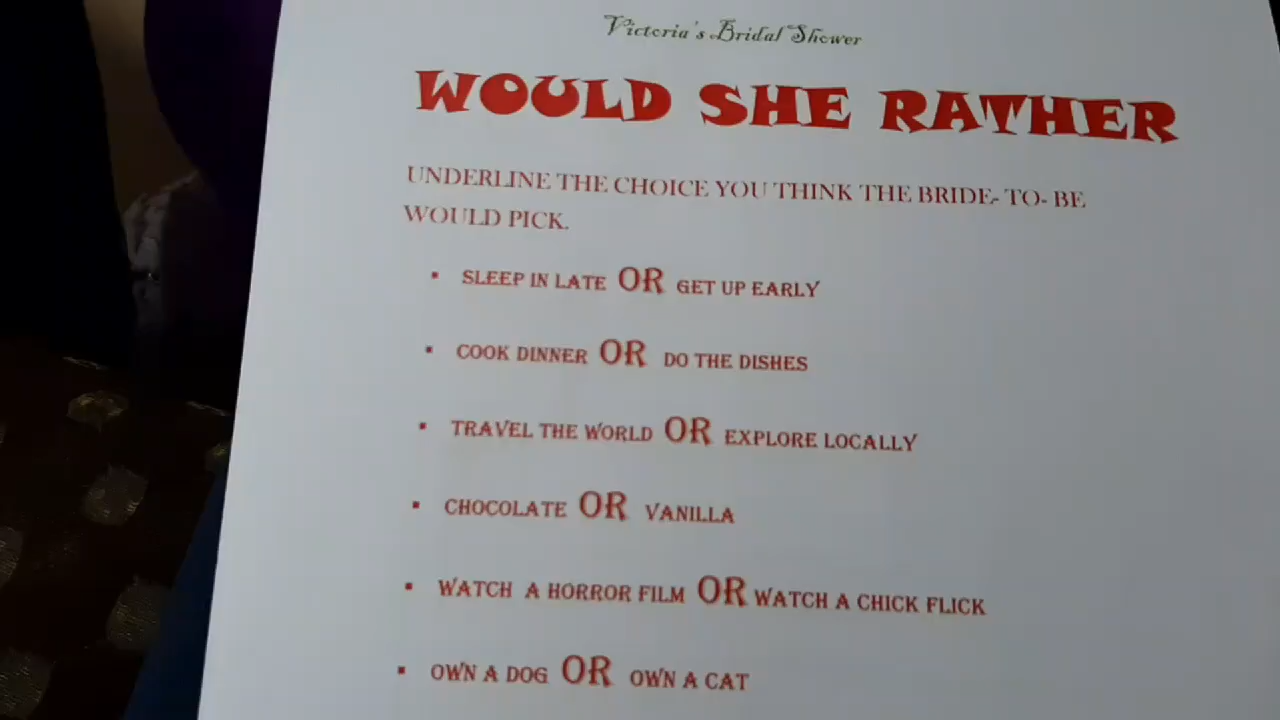 Victoria's Bridal Shower
WOULD SHE RATHER
UNDERLINE THE CHOICE YOU THINK THE BRIDE- TO- BE
WOULD PICK.
▪ SLEEP IN LATE OR GET UP EARLY
▪ COOK DINNER OR DO THE DISHES
▪ TRAVEL THE WORLD OR EXPLORE LOCALLY
▪ CHOCOLATE OR VANILLA
▪ WATCH A HORROR FILM OR WATCH A CHICK FLICK
▪ OWN A DOG OR OWN A CAT